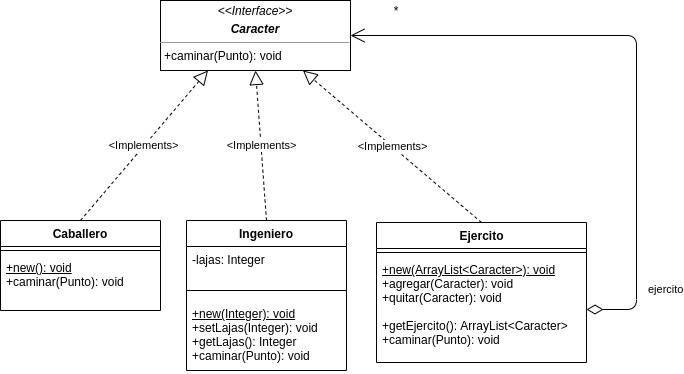 <<Interface>>
Caracter
*
+caminar(Punto): void
<Implements>
<Implements>
<Implements>
Caballero
+new(): void
+caminar(Punto): void
Ingeniero
-lajas: Integer
+new(Integer): void
+setLajas(Integer): void
+getLajas(): Integer
+caminar(Punto): void
Ejercito
+new(ArrayList<Caracter>): void
+agregar(Caracter): void
+quitar(Caracter): void
+getEjercito(): ArrayList<Caracter>
+caminar(Punto): void
ejercito